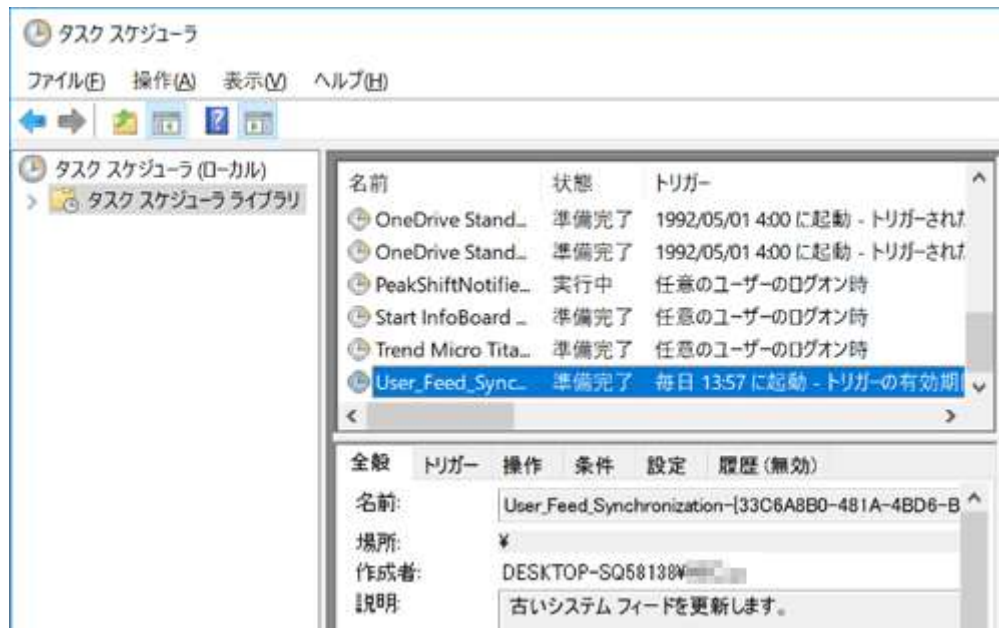 タスク スケジューラ
ファイル(F) 操作(A) 表示(V) ヘルプ(H)
タスク スケジューラ (ローカル)
タスク スケジューラ ライブラリ
名前 状態 トリガー
OneDrive Stand... 準備完了 1992/05/01 4:00 に起動 - トリガーされた
OneDrive Stand... 準備完了 1992/05/01 4:00 に起動 - トリガーされた
PeakShiftNotifie... 実行中 任意のユーザーのログオン時
Start InfoBoard ... 準備完了 任意のユーザーのログオン時
Trend Micro Tita... 準備完了 任意のユーザーのログオン時
User_Feed_Sync... 準備完了 毎日 13:57 に起動 - トリガーの有効期
全般 トリガー 操作 条件 設定 履歴 (無効)
名前: User_Feed_Synchronization-{33C6A8B0-481A-4BD6-B
場所: ¥
作成者: DESKTOP-SQ58138¥
説明: 古いシステム フィードを更新します。